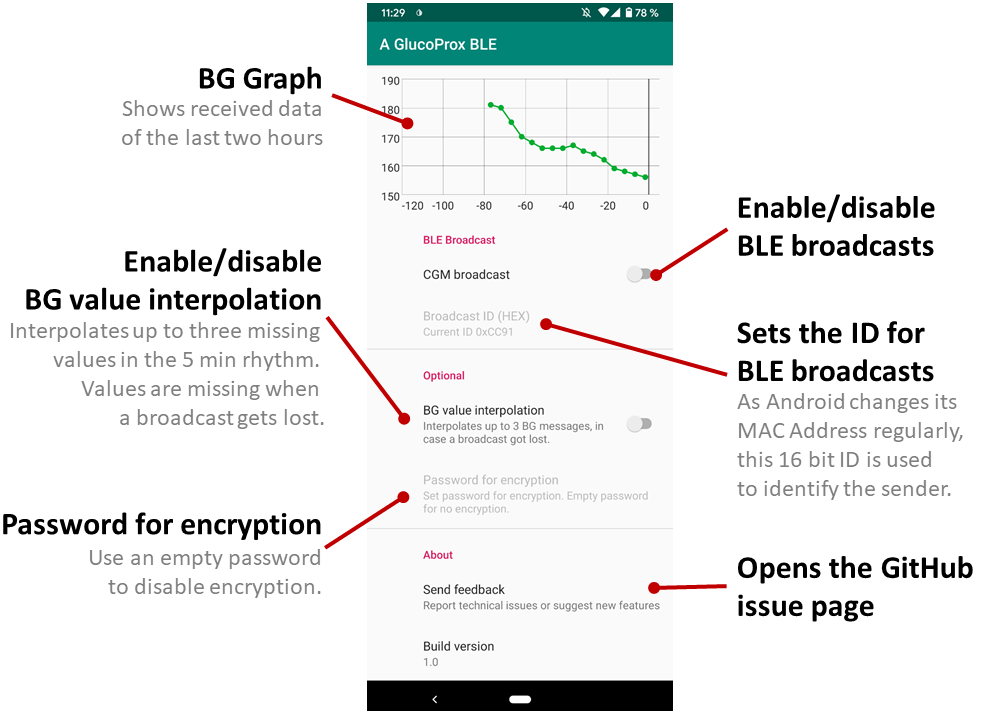 11:29
78 %
A GlucoProx BLE
190
180
170
160
150
-120 -100 -80 -60 -40 -20 0
BLE Broadcast
CGM broadcast
Broadcast ID (HEX)
Current ID 0xCC91
Optional
BG value interpolation
Interpolates up to 3 BG messages, in
case a broadcast got lost.
Password for encryption
Set password for encryption. Empty password
for no encryption.
About
Send feedback
Report technical issues or suggest new features
Build version
1.0
BG Graph
Shows received data
of the last two hours
Enable/disable
BG value interpolation
Interpolates up to three missing
values in the 5 min rhythm.
Values are missing when
a broadcast gets lost.
Password for encryption
Use an empty password
to disable encryption.
Enable/disable
BLE broadcasts
Sets the ID for
BLE broadcasts
As Android changes its
MAC Address regularly,
this 16 bit ID is used
to identify the sender.
Opens the GitHub
issue page